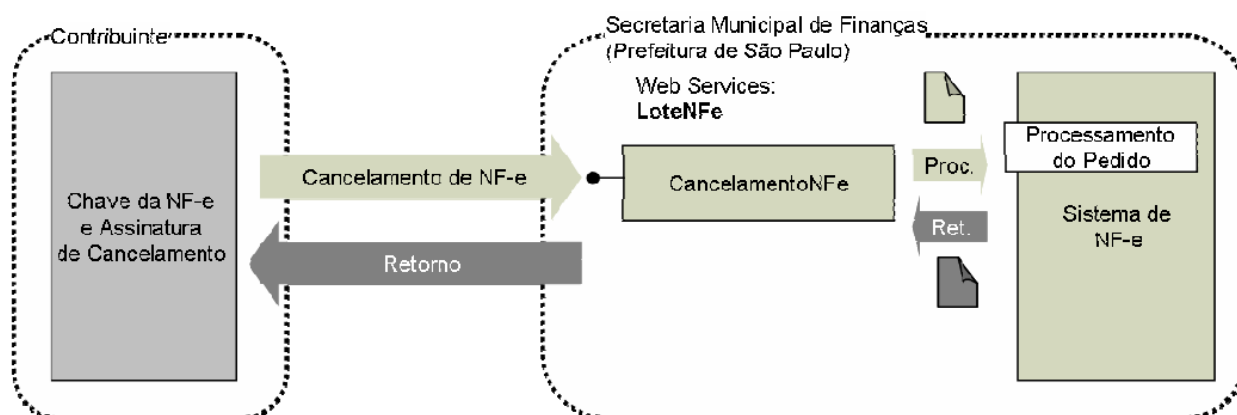 Contribuinte
Secretaria Municipal de Finanças
(Prefeitura de São Paulo)
Web Services:
LoteNFe
Chave da NF-e
e Assinatura
de Cancelamento
Cancelamento de NF-e
Retorno
CancelamentoNFe
Proc.
Ret.
Processamento
do Pedido
Sistema de
NF-e